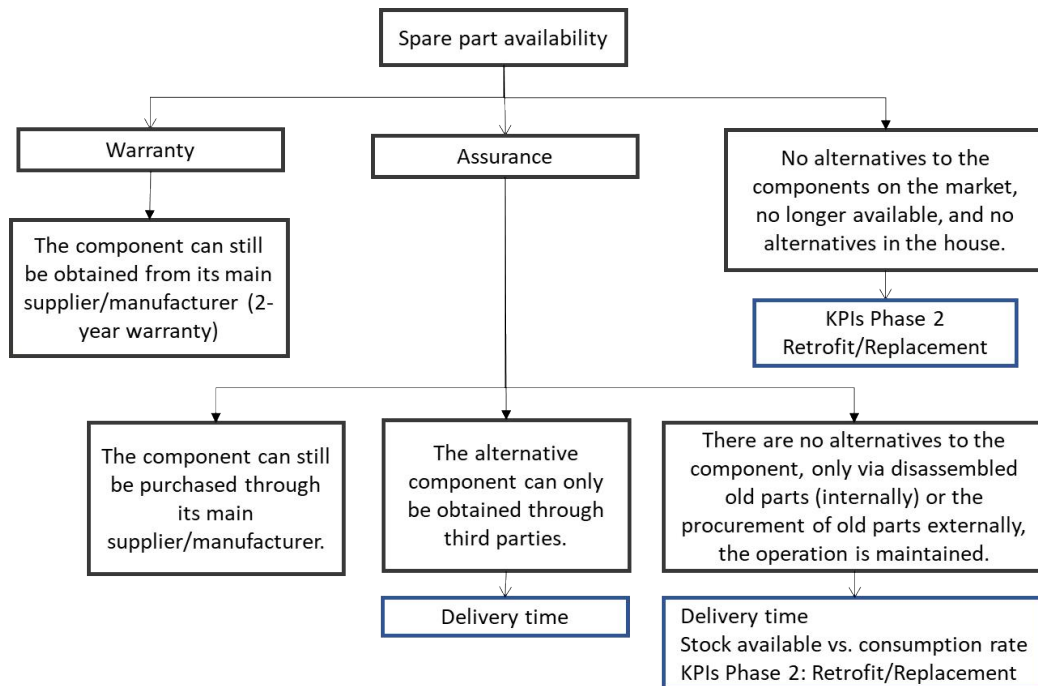 Spare part availability
Warranty
Assurance
No alternatives to the
components on the market,
no longer available, and no
alternatives in the house.
The component can still
be obtained from its main
supplier/manufacturer (2-
year warranty)
KPIs Phase 2
Retrofit/Replacement
The component can still
be purchased through
its main
supplier/manufacturer.
The alternative
component can only
be obtained through
third parties.
There are no alternatives to the
component, only via disassembled
old parts (internally) or the
procurement of old parts externally,
the operation is maintained.
Delivery time
Delivery time
Stock available vs. consumption rate
KPIs Phase 2: Retrofit/Replacement